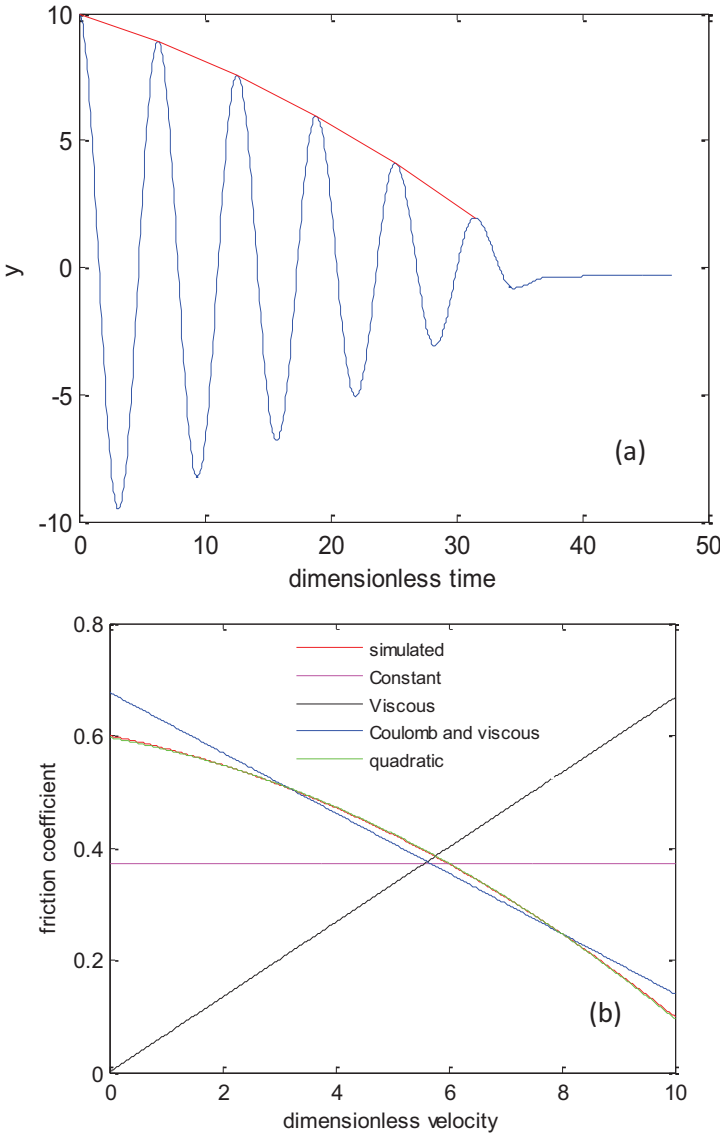 10
5
0
-5
-10
y
(a)
0 10 20 30 40 50
dimensionless time
0.8
0.6
0.4
0.2
0
friction coefficient
simulated
Constant
Viscous
Coulomb and viscous
quadratic
(b)
0 2 4 6 8 10
dimensionless velocity